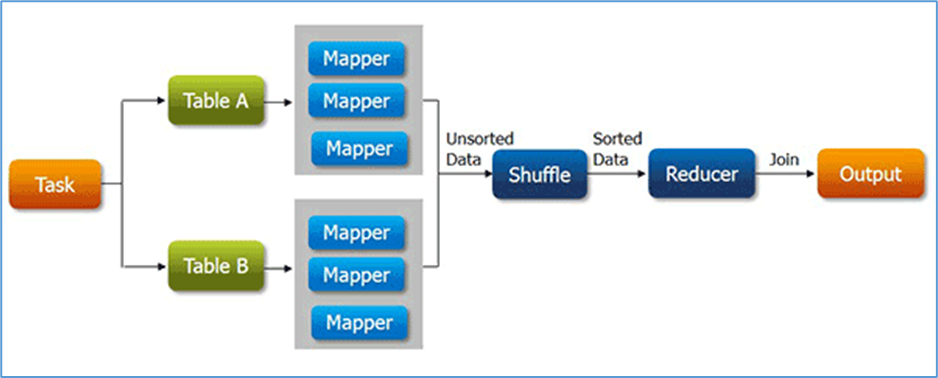 Task
Table A
Mapper
Mapper
Mapper
Table B
Mapper
Mapper
Mapper
Unsorted
Data
Shuffle
Sorted
Data
Reducer
Join
Output